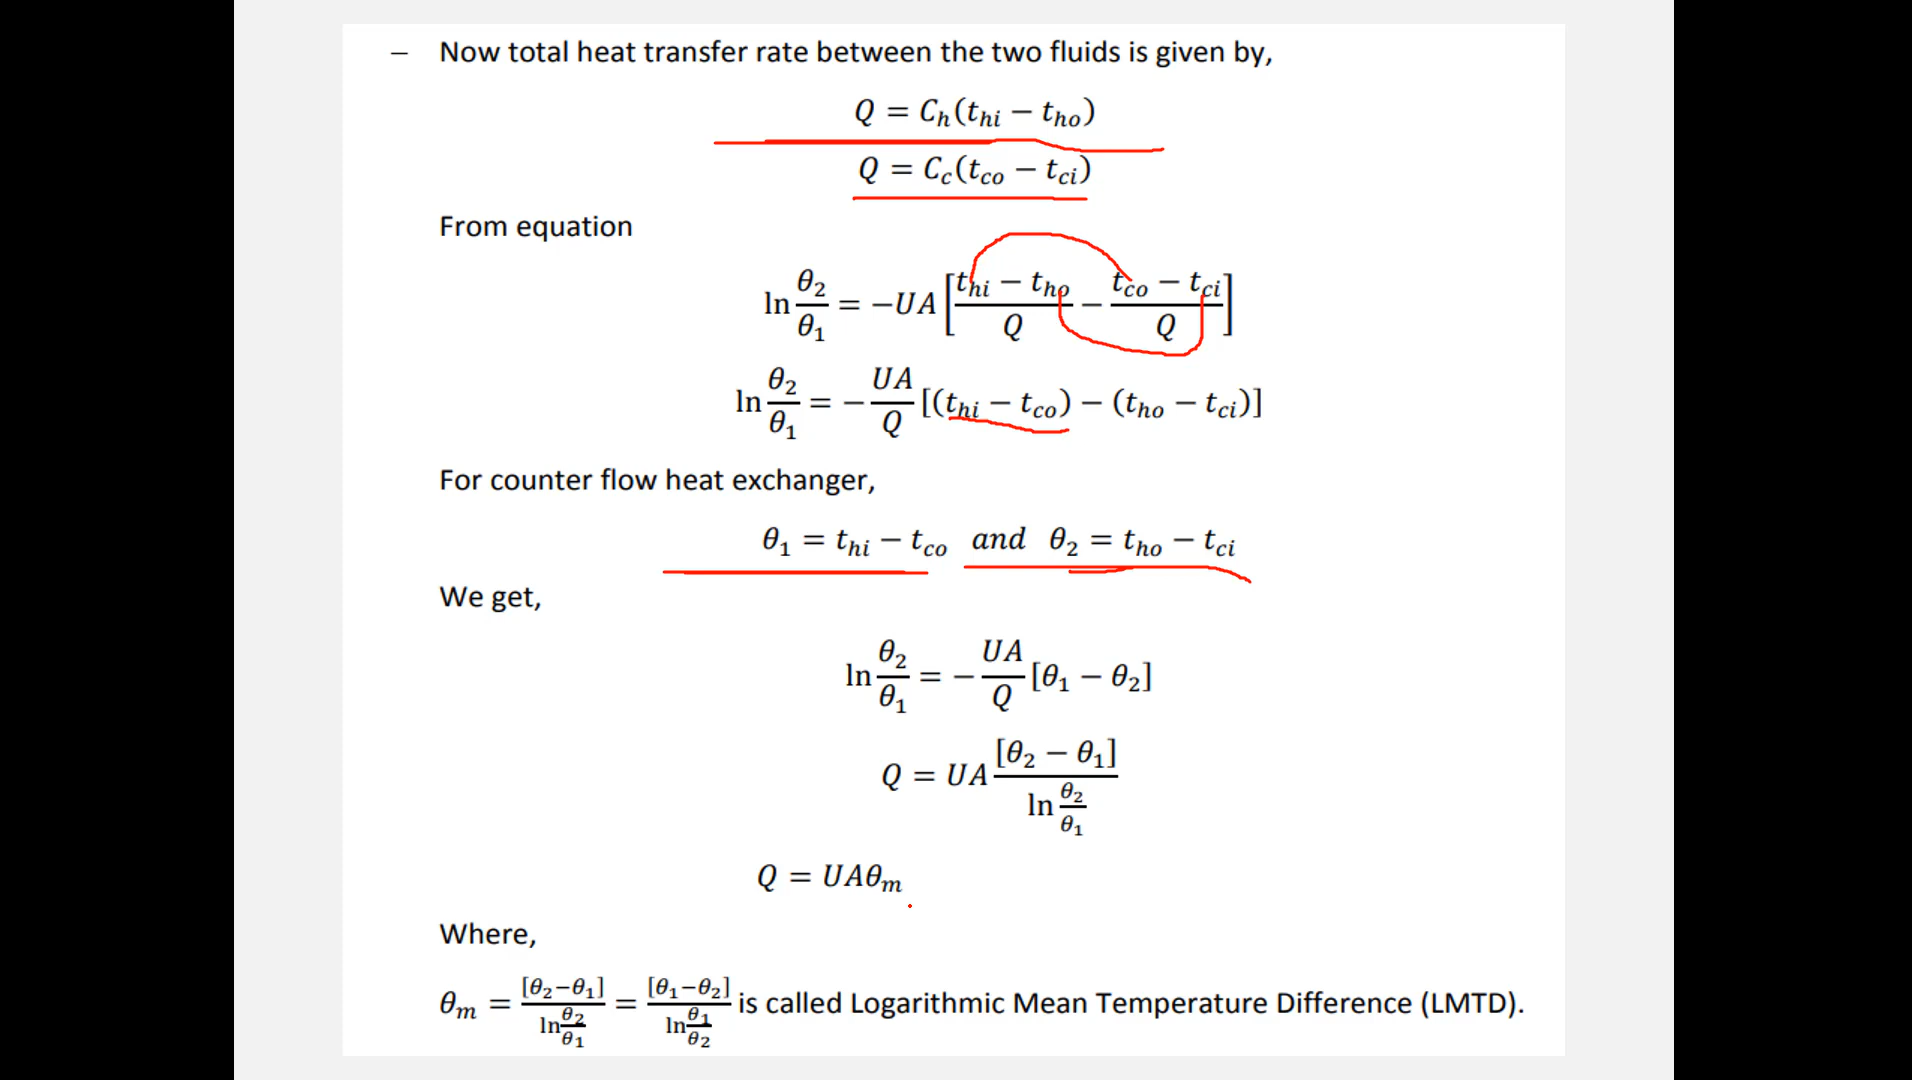 – Now total heat transfer rate between the two fluids is given by,
Q = C_h(t_hi − t_ho)
Q = C_c(t_co − t_ci)
From equation
ln θ_2/θ_1 = −UA [(t_hi − t_ho)/Q − (t_co − t_ci)/Q]
ln θ_2/θ_1 = − UA/Q [(t_hi − t_co) − (t_ho − t_ci)]
For counter flow heat exchanger,
θ_1 = t_hi − t_co and θ_2 = t_ho − t_ci
We get,
ln θ_2/θ_1 = − UA/Q [θ_1 − θ_2]
Q = UA [θ_2 − θ_1] / ln θ_2/θ_1
Q = UAθ_m
Where,
θ_m = [θ_2−θ_1] / ln θ_2/θ_1 = [θ_1−θ_2] / ln θ_1/θ_2 is called Logarithmic Mean Temperature Difference (LMTD).